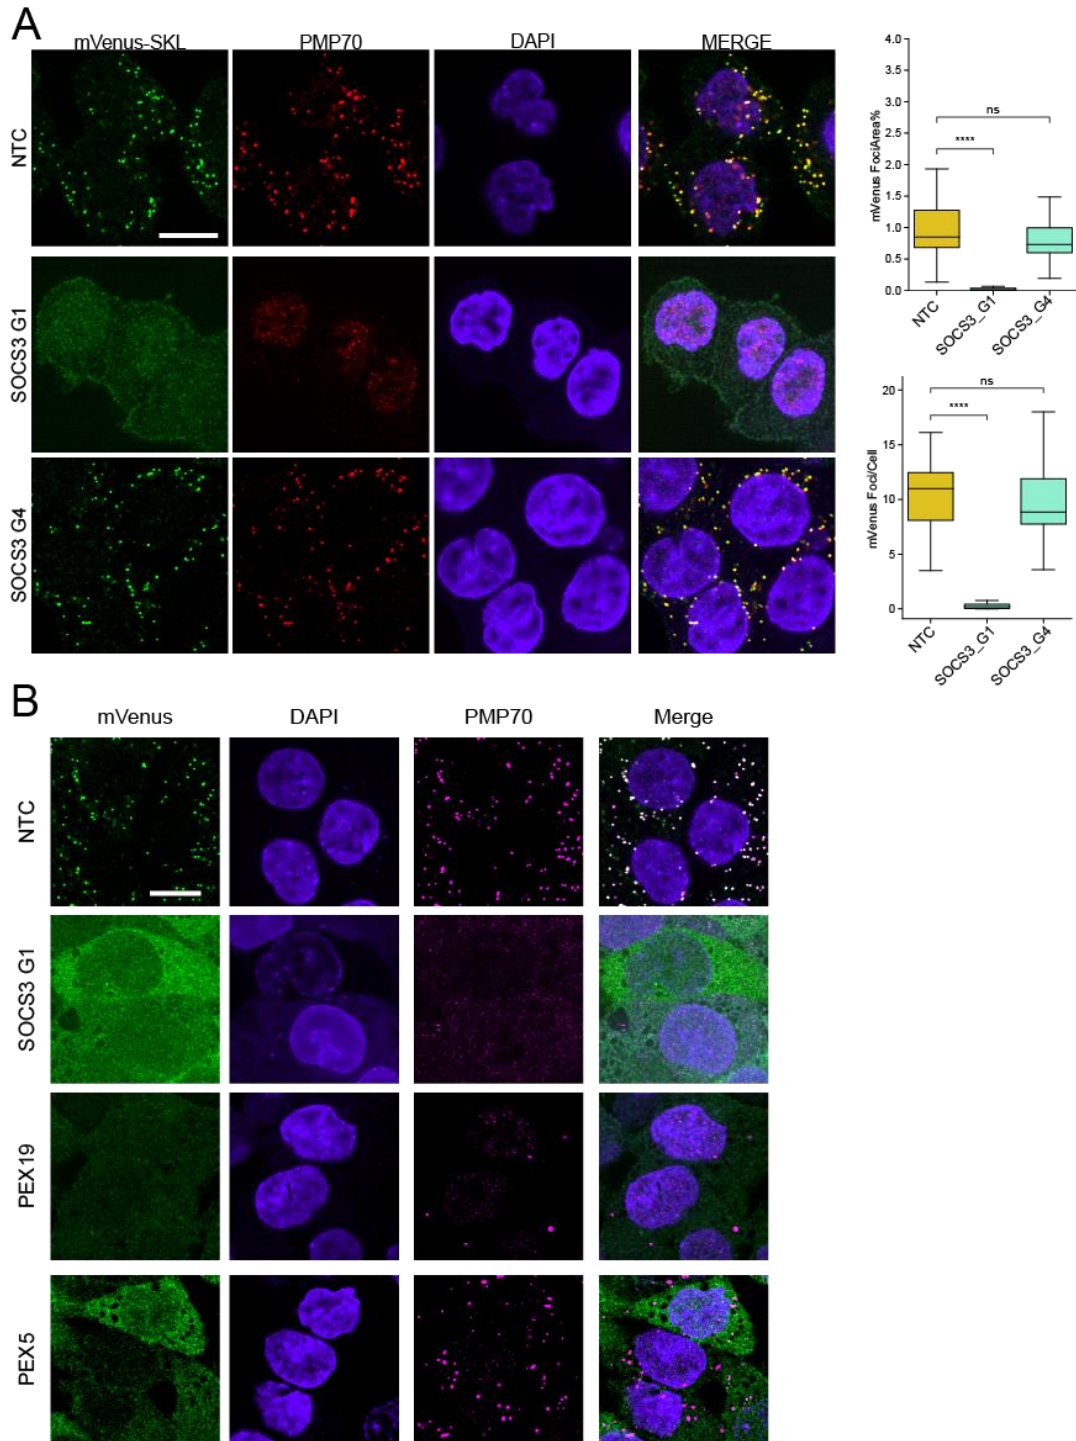 A
mVenus-SKL PMP70 DAPI MERGE
NTC
SOCS3 G1
SOCS3 G4
mVenus FociArea%
4.0
3.5
3.0
2.5
2.0
1.5
1.0
0.5
0.0
ns
****
NTC SOCS3_G1 SOCS3_G4
mVenus Foci/Cell
20
15
10
5
0
ns
****
NTC SOCS3_G1 SOCS3_G4
B
mVenus DAPI PMP70 Merge
NTC
SOCS3 G1
PEX19
PEX5